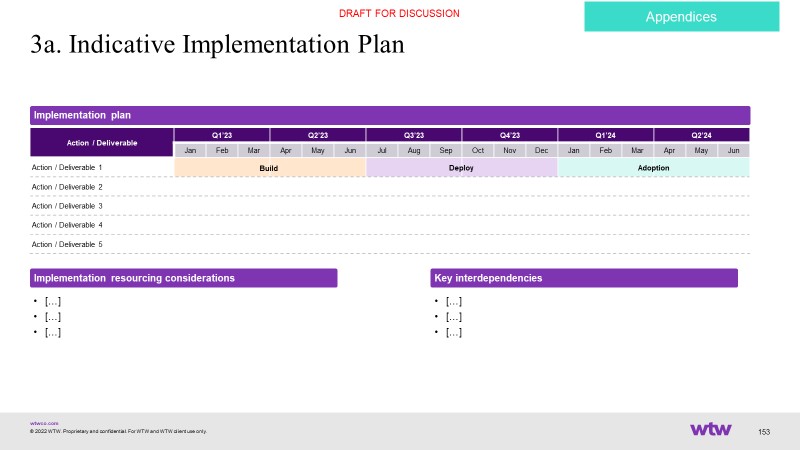 DRAFT FOR DISCUSSION
Appendices
3a. Indicative Implementation Plan
Implementation plan
Action / Deliverable
Q1'23 Q2'23 Q3'23 Q4'23 Q1'24 Q2'24
Jan Feb Mar Apr May Jun Jul Aug Sep Oct Nov Dec Jan Feb Mar Apr May Jun
Action / Deliverable 1 Build Deploy Adoption
Action / Deliverable 2
Action / Deliverable 3
Action / Deliverable 4
Action / Deliverable 5
Implementation resourcing considerations
• […]
• […]
• […]
Key interdependencies
• […]
• […]
• […]
wtwco.com
© 2022 WTW. Proprietary and confidential. For WTW and WTW client use only.
wtw
153